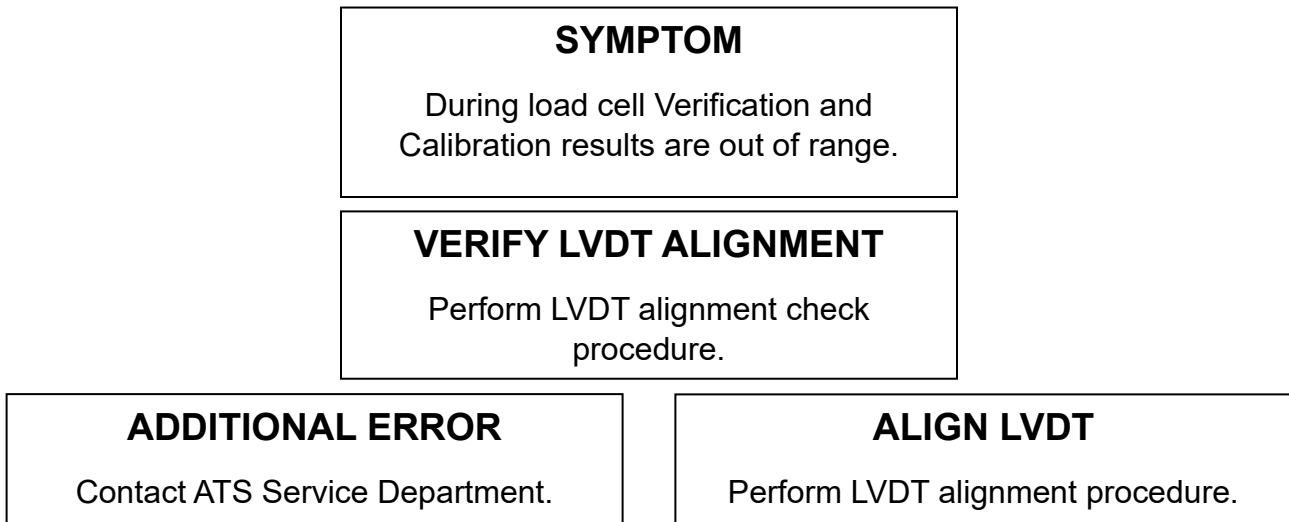 SYMPTOM
During load cell Verification and
Calibration results are out of range.
VERIFY LVDT ALIGNMENT
Perform LVDT alignment check
procedure.
ADDITIONAL ERROR
Contact ATS Service Department.
ALIGN LVDT
Perform LVDT alignment procedure.